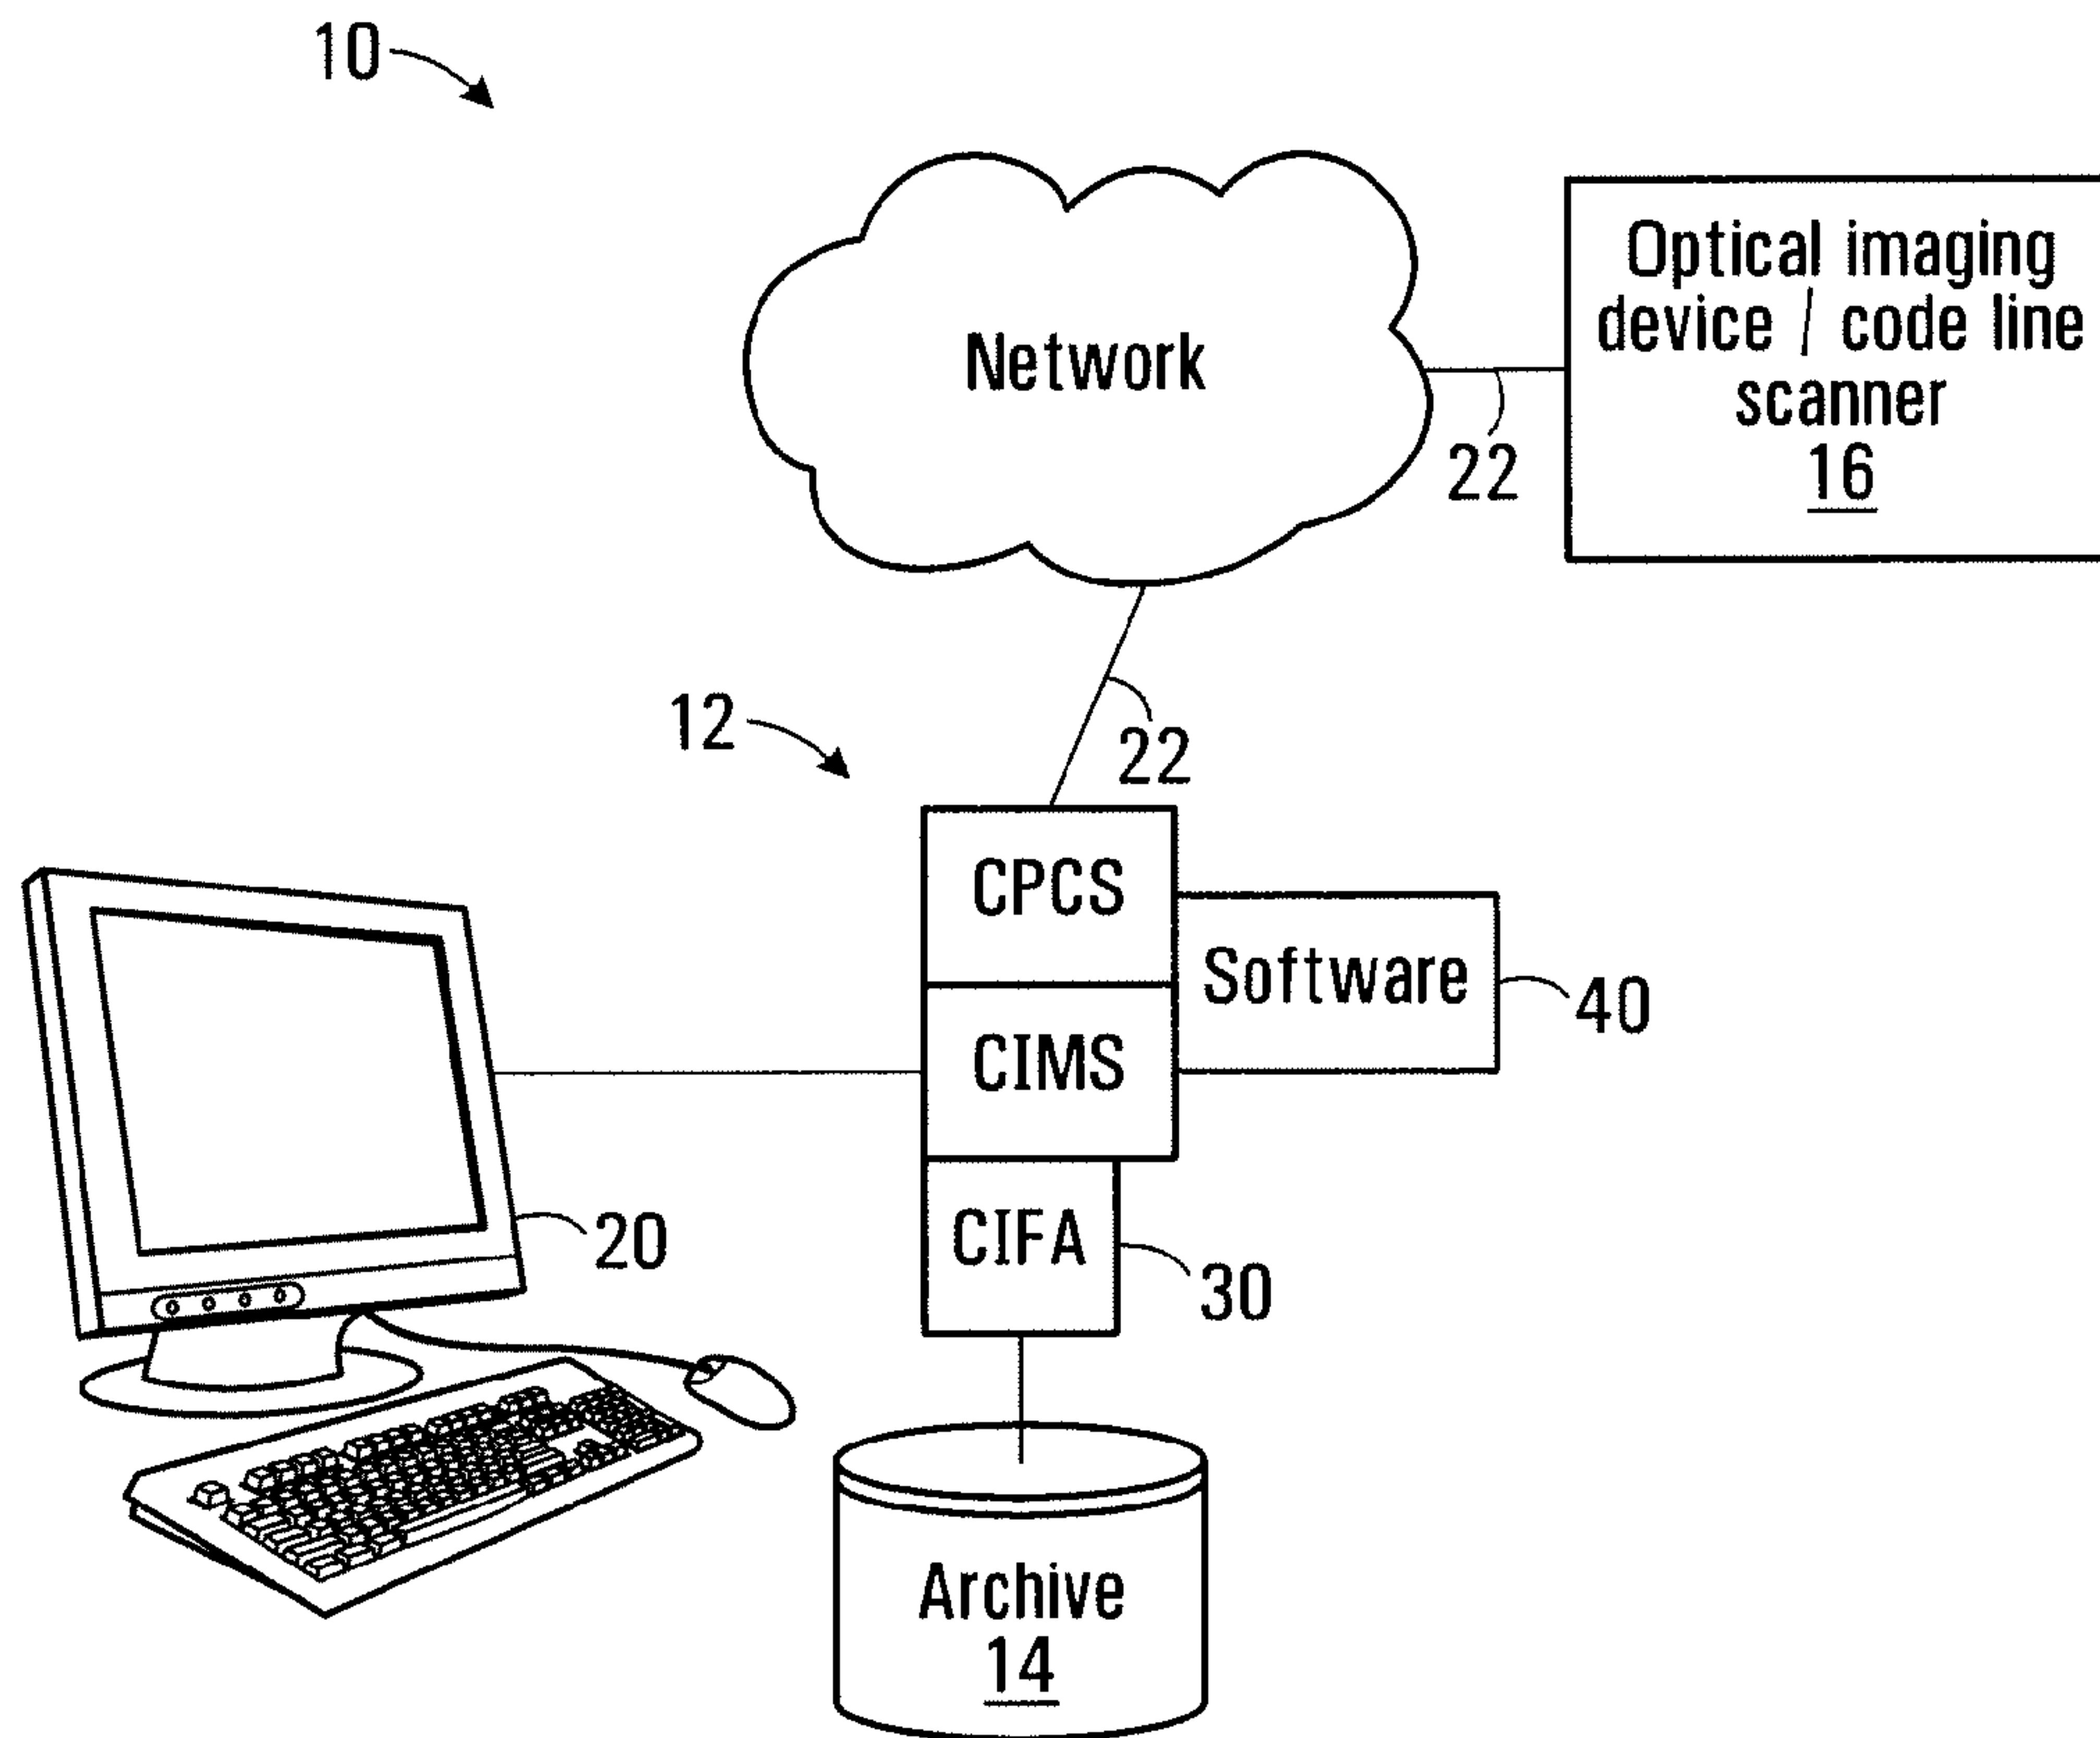 10
Network
Optical imaging
device / code line
scanner
16
22
12
22
CPCS
Software
40
CIMS
20
CIFA
30
Archive
14